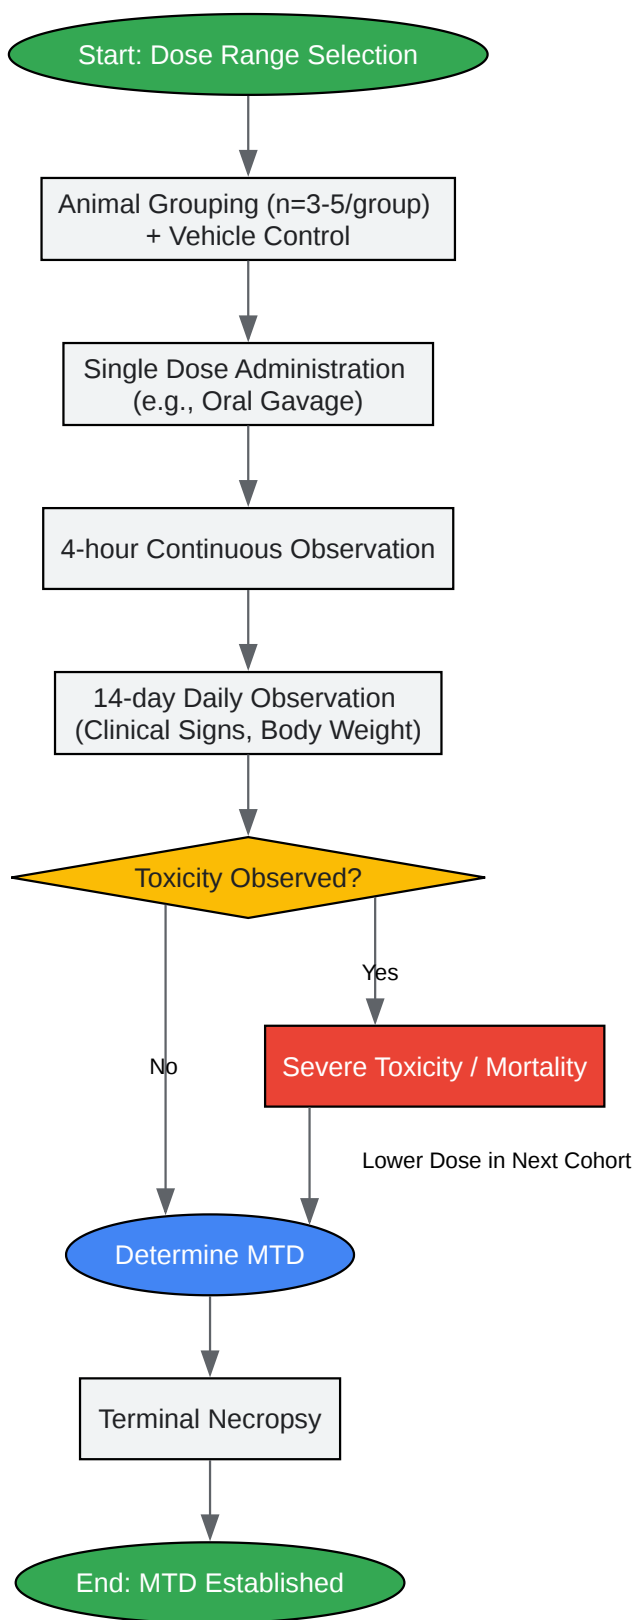 Start: Dose Range Selection
Animal Grouping (n=3-5/group)
+ Vehicle Control
Single Dose Administration
(e.g., Oral Gavage)
4-hour Continuous Observation
14-day Daily Observation
(Clinical Signs, Body Weight)
Toxicity Observed?
Yes
No
Severe Toxicity / Mortality
Lower Dose in Next Cohort
Determine MTD
Terminal Necropsy
End: MTD Established